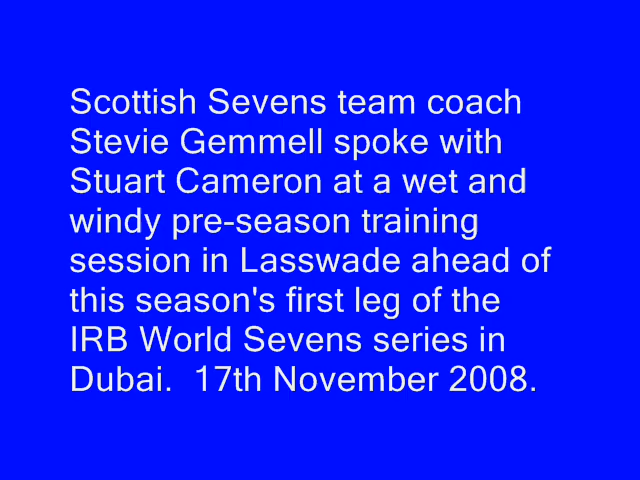 Scottish Sevens team coach
Stevie Gemmell spoke with
Stuart Cameron at a wet and
windy pre-season training
session in Lasswade ahead of
this season's first leg of the
IRB World Sevens series in
Dubai.  17th November 2008.